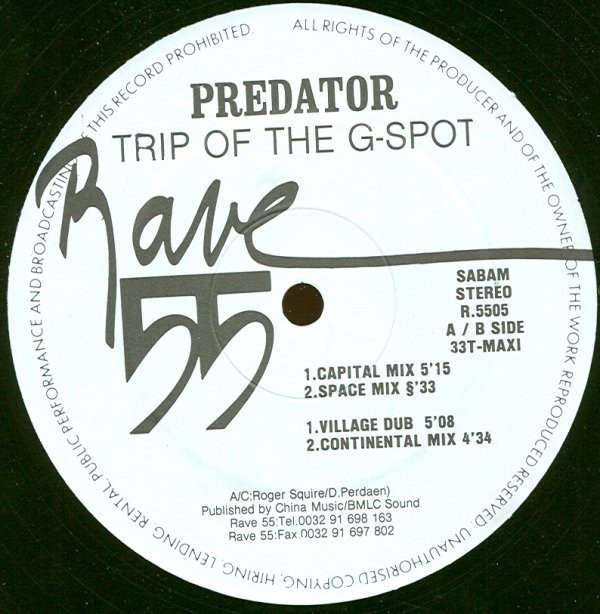 ALL RIGHTS OF THE PRODUCER AND OF THE OWNER OF THE WORK REPRODUCED RESERVED. UNAUTHORISED COPYING, HIRING, LENDING, RENTAL, PUBLIC PERFORMANCE AND BROADCASTING OF THIS RECORD PROHIBITED.
PREDATOR
TRIP OF THE G-SPOT
Rave
55
SABAM
STEREO
R.5505
A / B SIDE
33T-MAXI
1.CAPITAL MIX 5'15
2.SPACE MIX §'33
1.VILLAGE DUB 5'08
2.CONTINENTAL MIX 4'34
A/C:Roger Squire/D.Perdaen)
Published by China Music/BMLC Sound
Rave 55:Tel.0032 91 698 163
Rave 55:Fax.0032 91 697 802